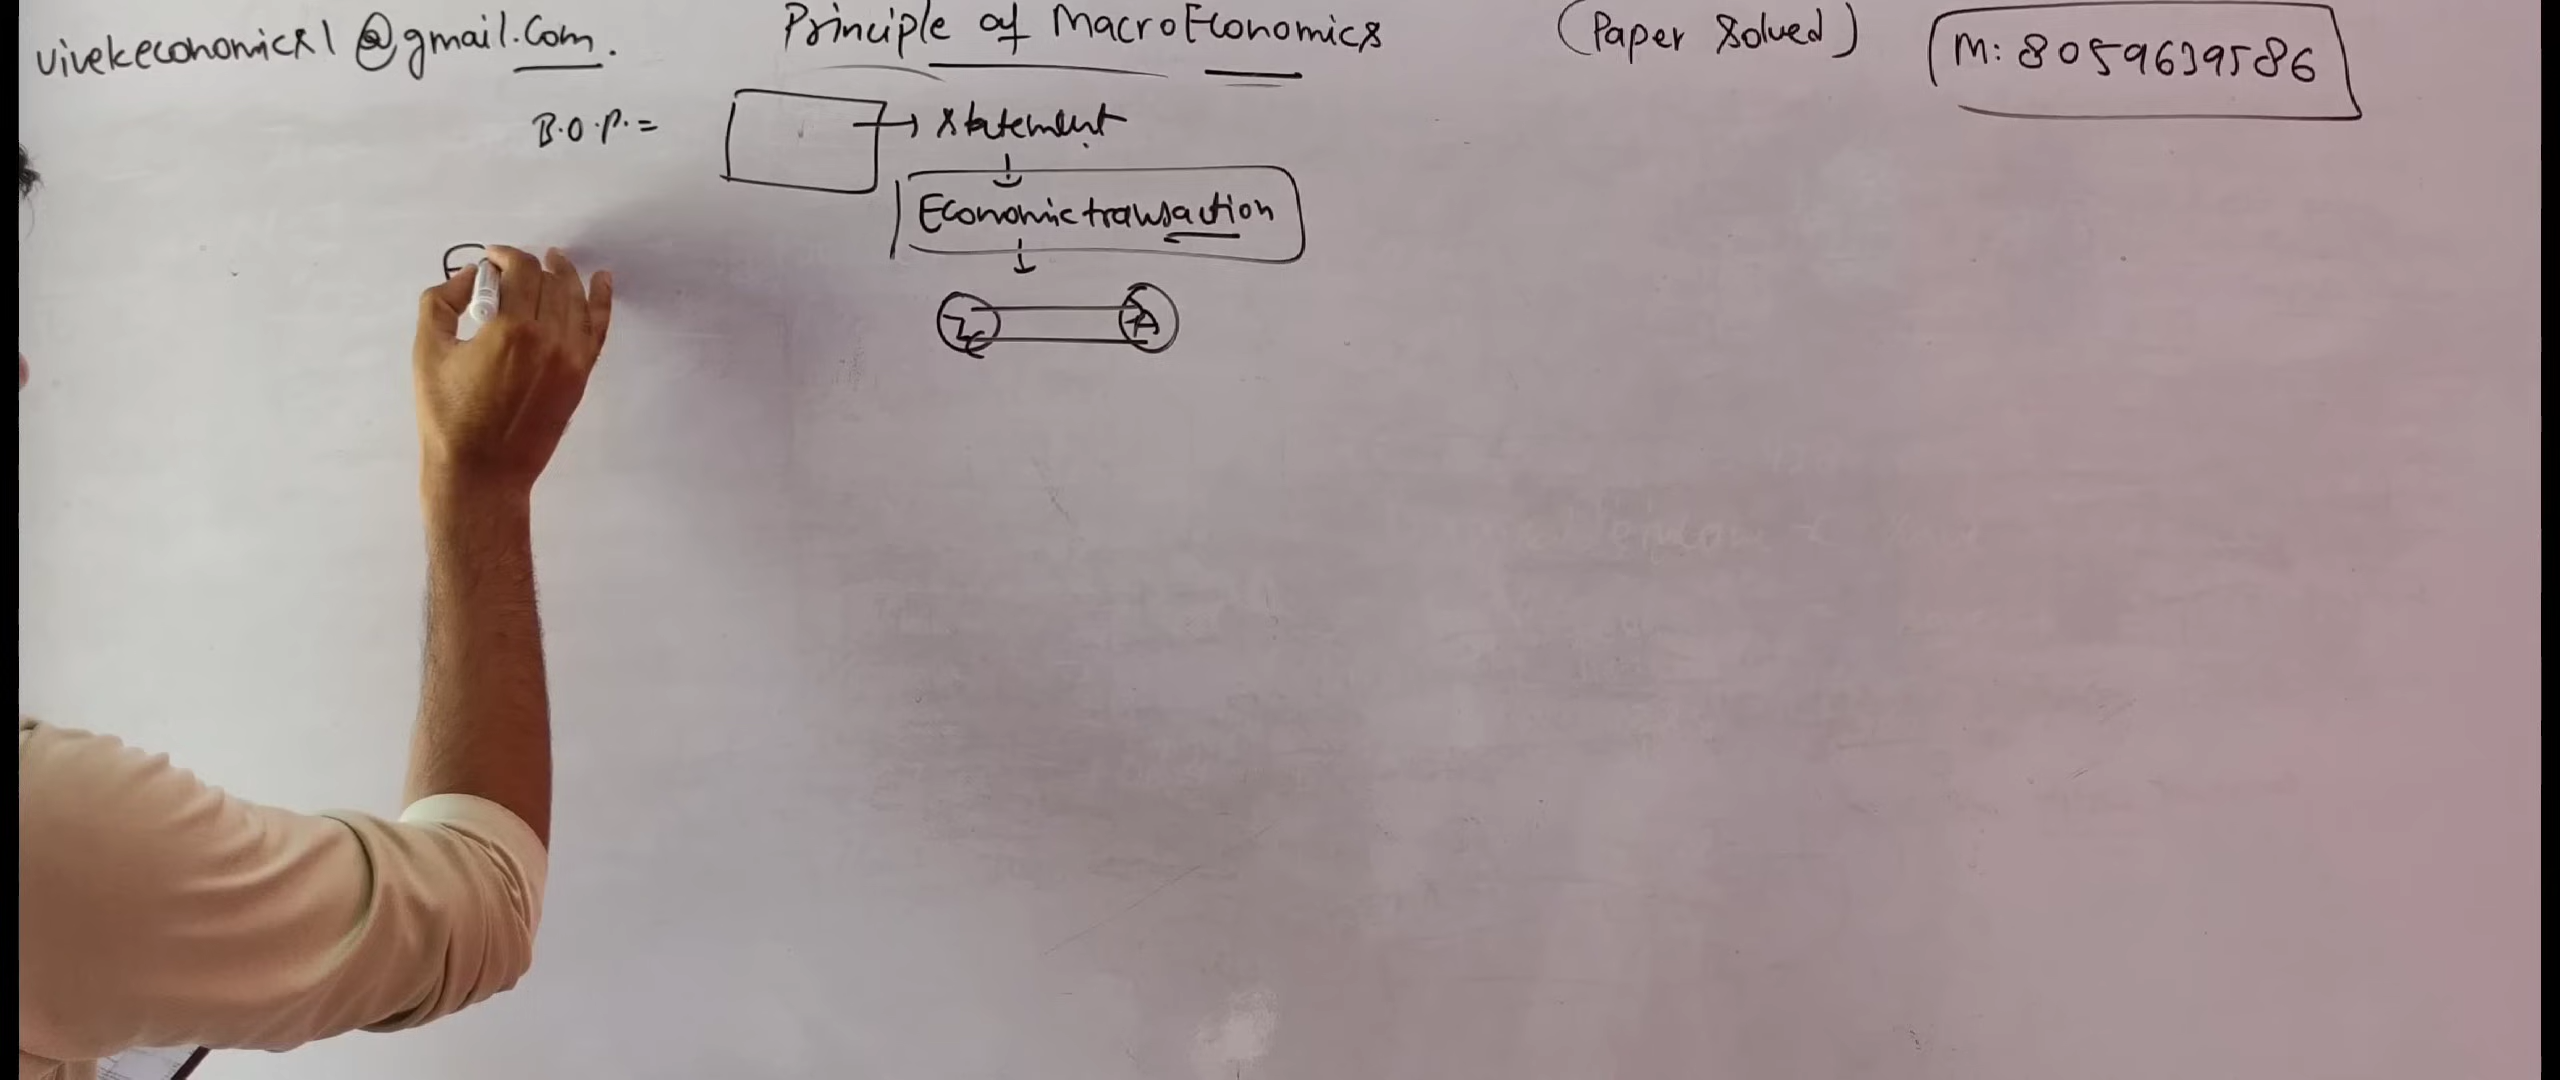 vivekeconomics1@gmail.com.
Principle of MacroEconomics
(Paper Solved)
M: 8059639586
B.O.P. =
Statement
Economic transaction